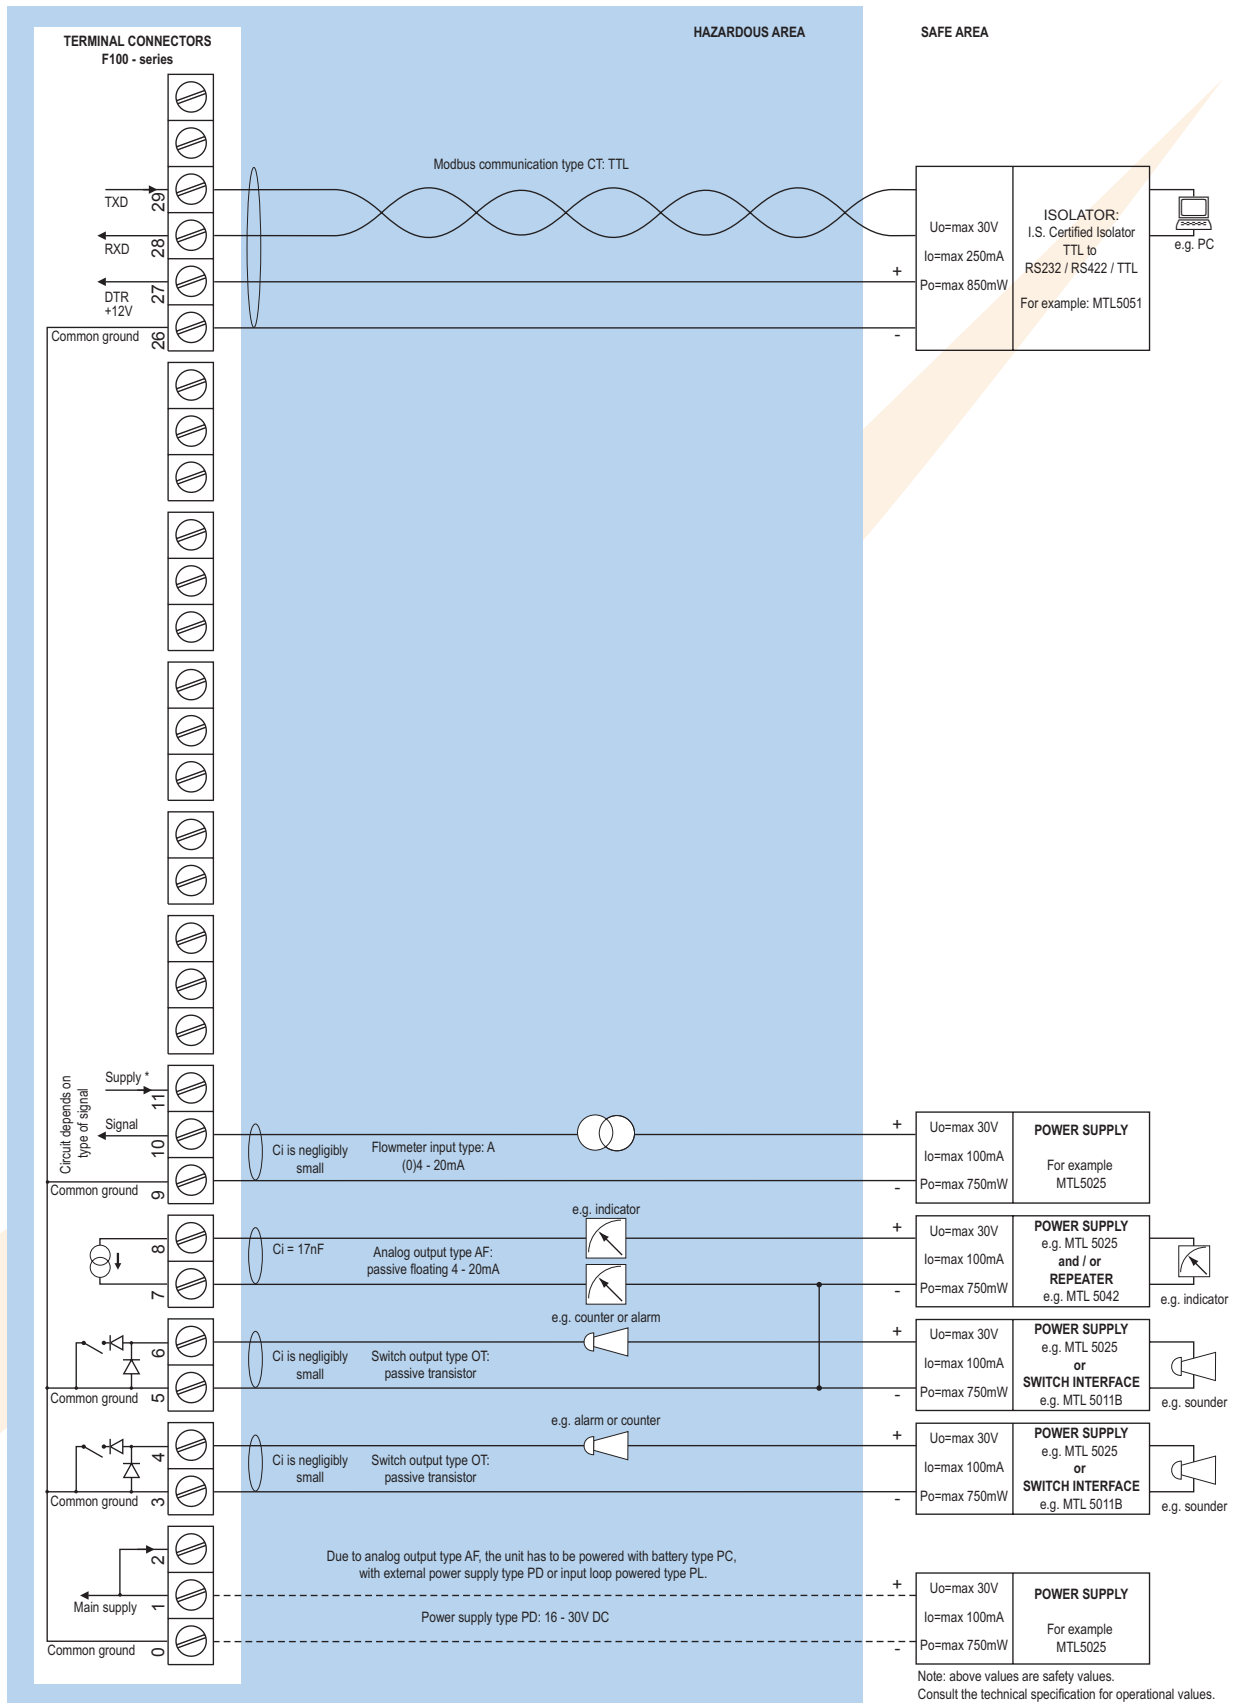 HAZARDOUS AREA
SAFE AREA
TERMINAL CONNECTORS
F100 - series
Modbus communication type CT: TTL
TXD
29
RXD
28
DTR
+12V
27
Common ground
26
+
-
Uo=max 30V
Io=max 250mA
Po=max 850mW
ISOLATOR:
I.S. Certified Isolator
TTL to
RS232 / RS422 / TTL
For example: MTL5051
e.g. PC
Circuit depends on
type of signal
Supply *
11
Signal
10
Common ground
9
Ci is negligibly
small
Flowmeter input type: A
(0)4 - 20mA
+
-
Uo=max 30V
Io=max 100mA
Po=max 750mW
POWER SUPPLY
For example
MTL5025
e.g. indicator
8
7
Ci = 17nF
Analog output type AF:
passive floating 4 - 20mA
+
-
Uo=max 30V
Io=max 100mA
Po=max 750mW
POWER SUPPLY
e.g. MTL 5025
and / or
REPEATER
e.g. MTL 5042
e.g. indicator
e.g. counter or alarm
6
Common ground
5
Ci is negligibly
small
Switch output type OT:
passive transistor
+
-
Uo=max 30V
Io=max 100mA
Po=max 750mW
POWER SUPPLY
e.g. MTL 5025
or
SWITCH INTERFACE
e.g. MTL 5011B
e.g. sounder
e.g. alarm or counter
4
Common ground
3
Ci is negligibly
small
Switch output type OT:
passive transistor
+
-
Uo=max 30V
Io=max 100mA
Po=max 750mW
POWER SUPPLY
e.g. MTL 5025
or
SWITCH INTERFACE
e.g. MTL 5011B
e.g. sounder
2
Due to analog output type AF, the unit has to be powered with battery type PC,
with external power supply type PD or input loop powered type PL.
Main supply
1
Power supply type PD: 16 - 30V DC
Common ground
0
+
-
Uo=max 30V
Io=max 100mA
Po=max 750mW
POWER SUPPLY
For example
MTL5025
Note: above values are safety values.
Consult the technical specification for operational values.